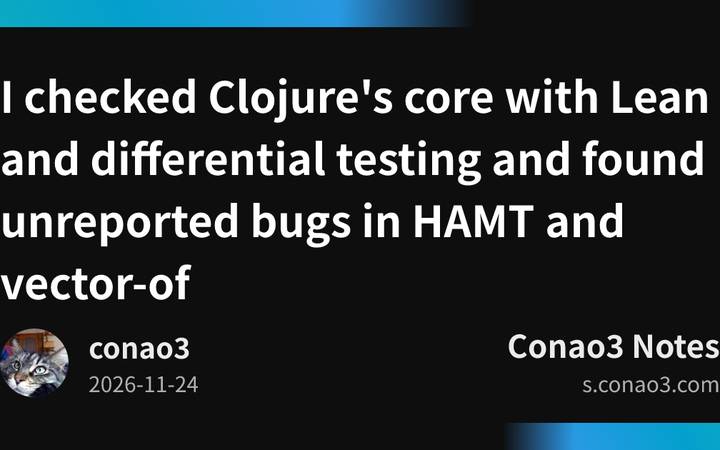 I checked Clojure's core with Lean
and differential testing and found
unreported bugs in HAMT and
vector-of
conao3
2026-11-24
Conao3 Notes
s.conao3.com